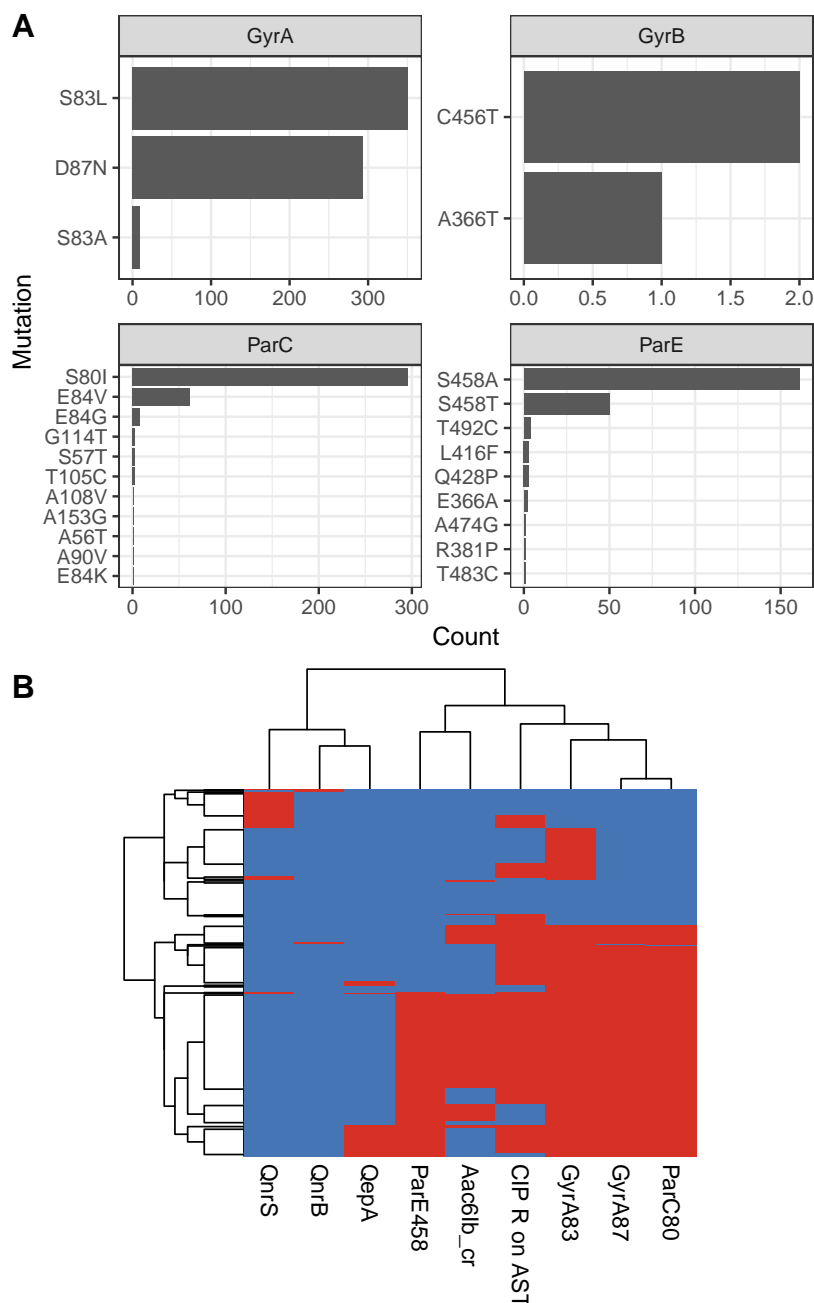 A
GyrA
GyrB
S83L
D87N
S83A
0 100 200 300
C456T
A366T
0.0 0.5 1.0 1.5 2.0
Mutation
ParC
ParE
S80I
E84V
E84G
G114T
S57T
T105C
A108V
A153G
A56T
A90V
E84K
0 100 200 300
S458A
S458T
T492C
L416F
Q428P
E366A
A474G
R381P
T483C
0 50 100 150
Count
B
QnrS
QnrB
QepA
ParE458
Aac6Ib_cr
CIP R on AST
GyrA83
GyrA87
ParC80